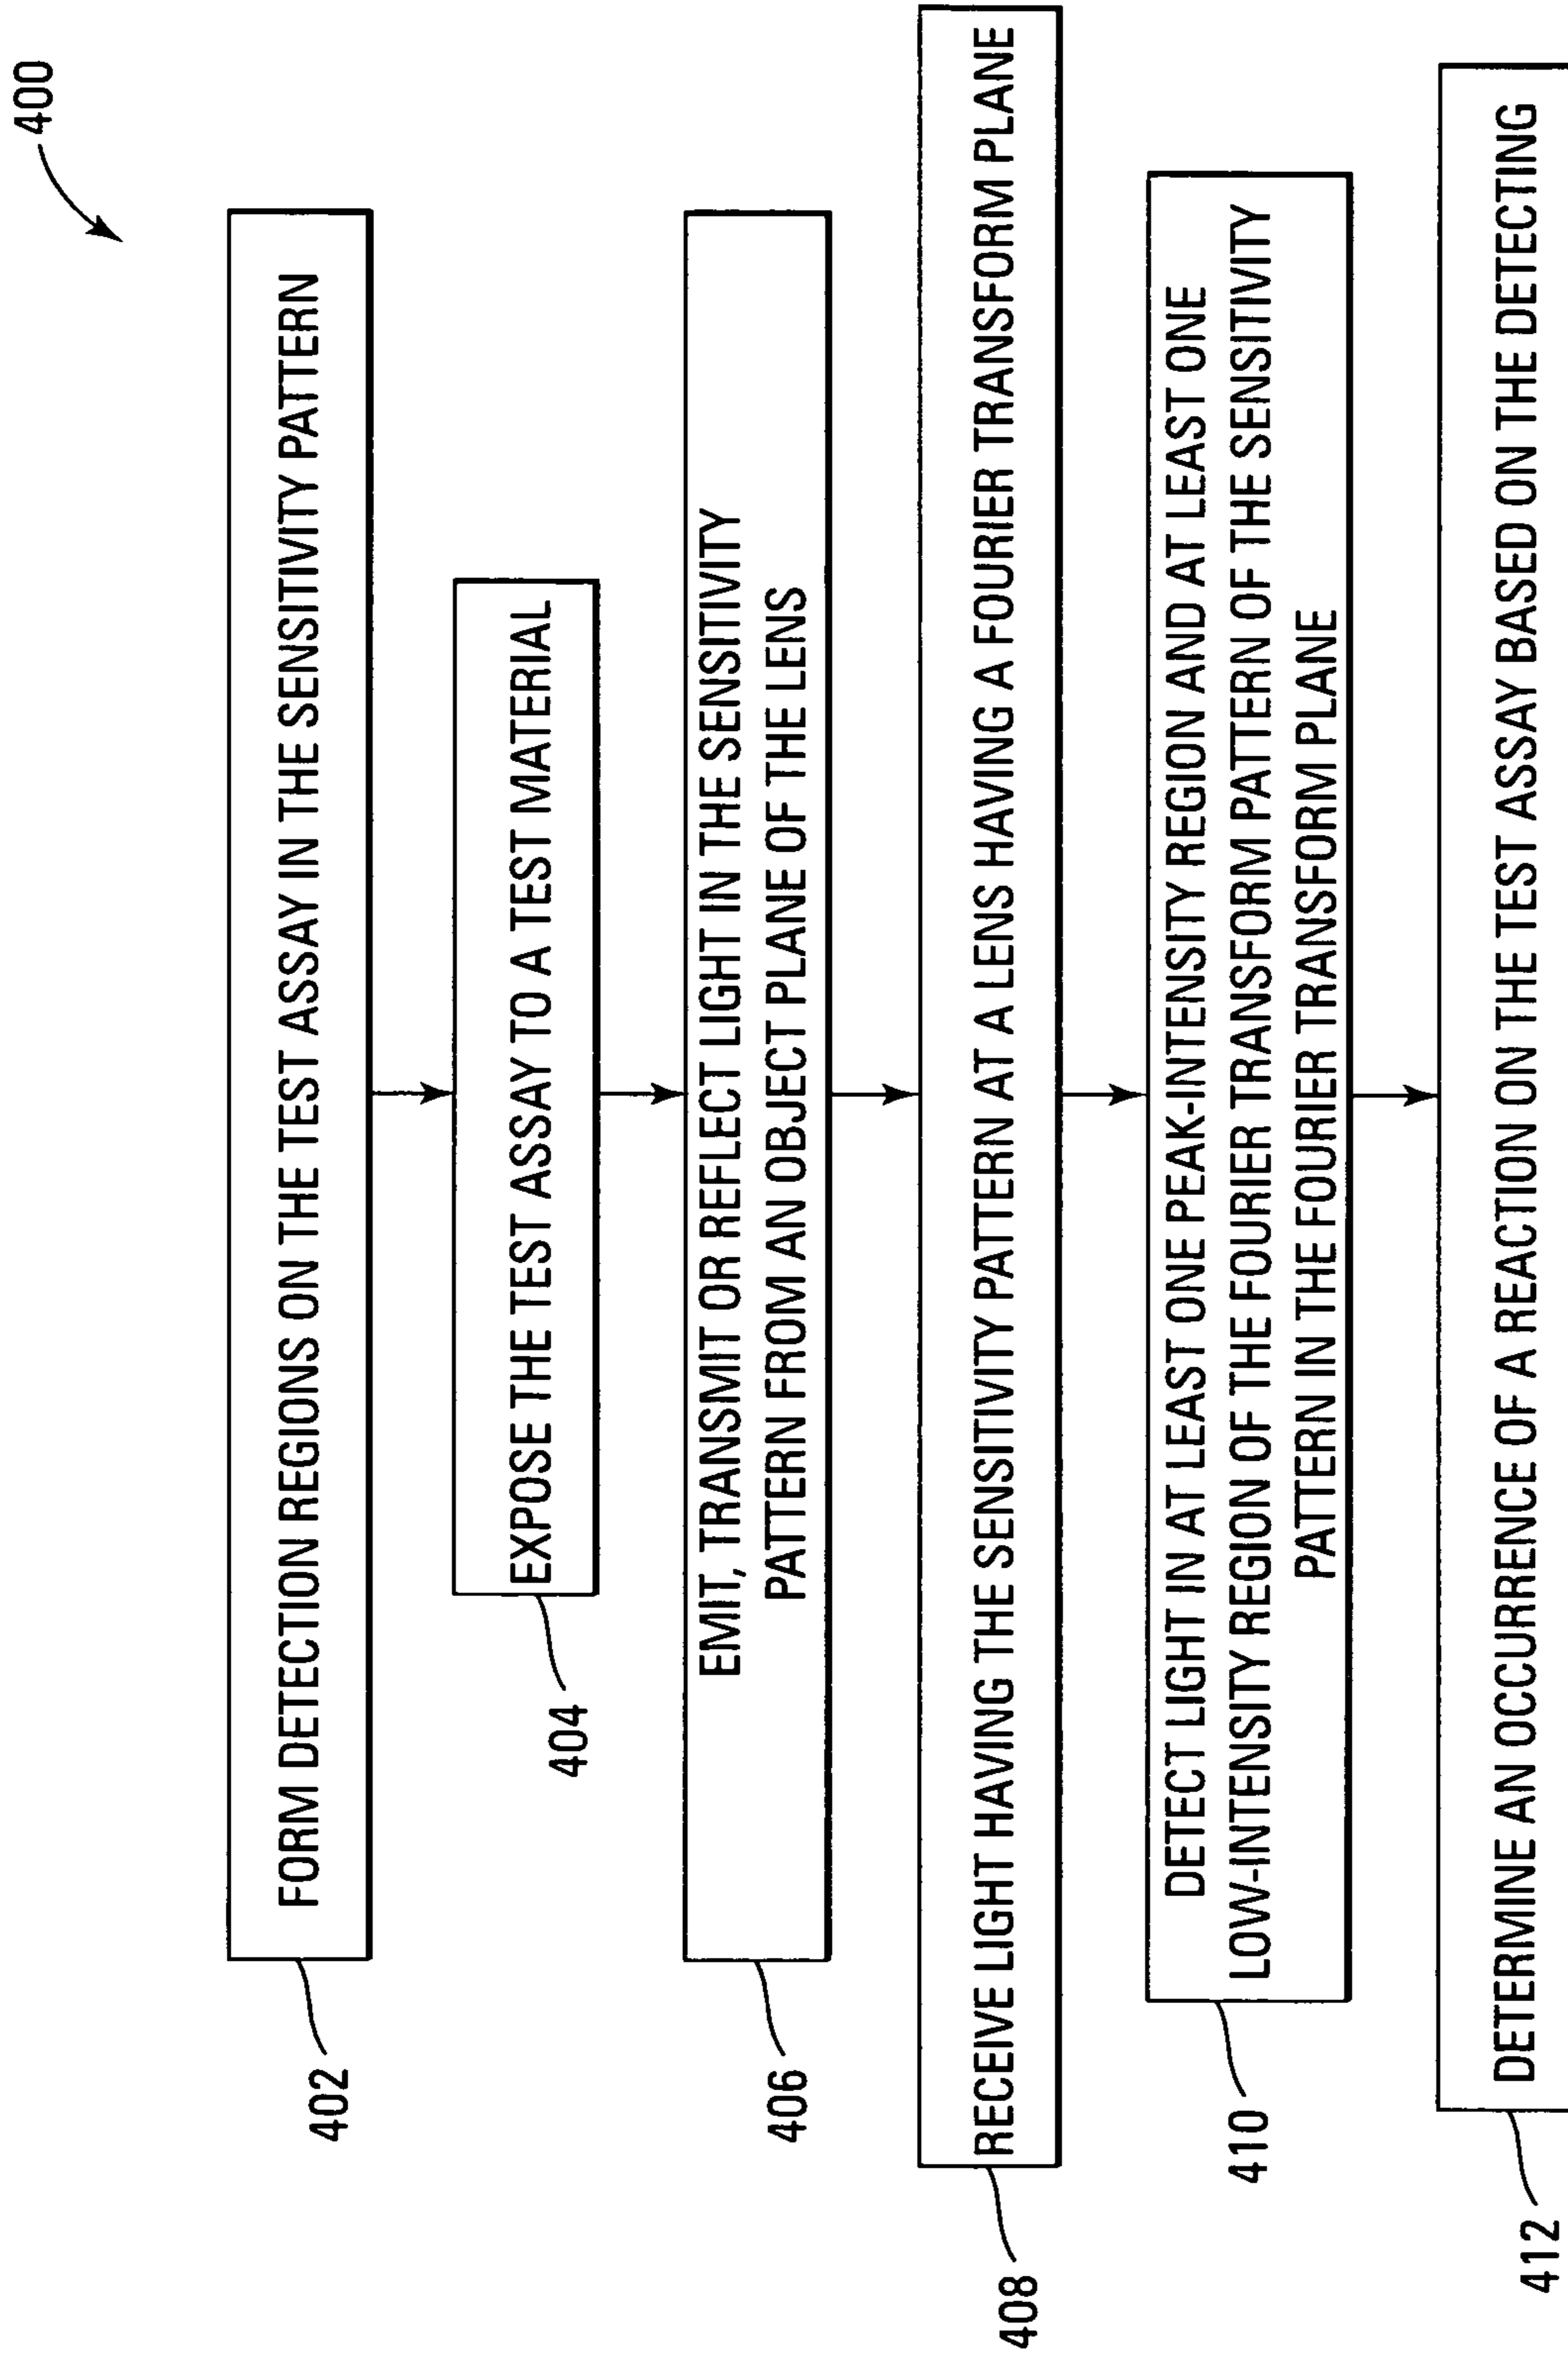 400
402
FORM DETECTION REGIONS ON THE TEST ASSAY IN THE SENSITIVITY PATTERN
404
EXPOSE THE TEST ASSAY TO A TEST MATERIAL
406
EMIT, TRANSMIT OR REFLECT LIGHT IN THE SENSITIVITY
PATTERN FROM AN OBJECT PLANE OF THE LENS
408
RECEIVE LIGHT HAVING THE SENSITIVITY PATTERN AT A LENS HAVING A FOURIER TRANSFORM PLANE
410
DETECT LIGHT IN AT LEAST ONE PEAK-INTENSITY REGION AND AT LEAST ONE
LOW-INTENSITY REGION OF THE FOURIER TRANSFORM PATTERN OF THE SENSITIVITY
PATTERN IN THE FOURIER TRANSFORM PLANE
412
DETERMINE AN OCCURRENCE OF A REACTION ON THE TEST ASSAY BASED ON THE DETECTING